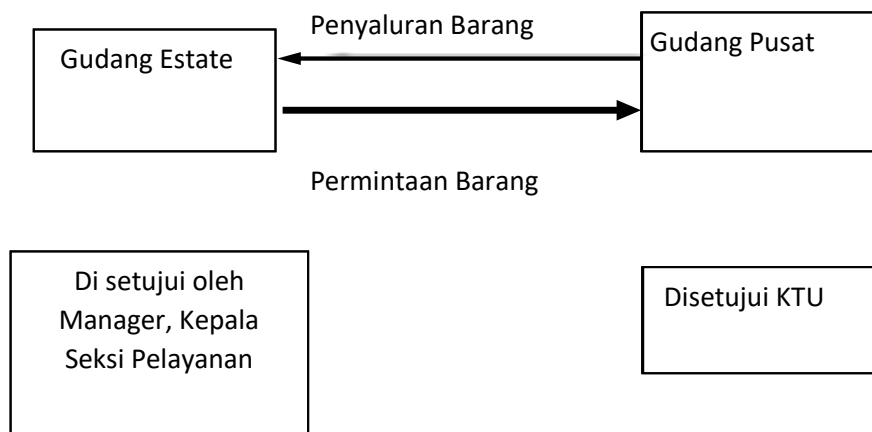 Penyaluran Barang
Gudang Estate
Gudang Pusat
Permintaan Barang
Di setujui oleh
Manager, Kepala
Seksi Pelayanan
Disetujui KTU